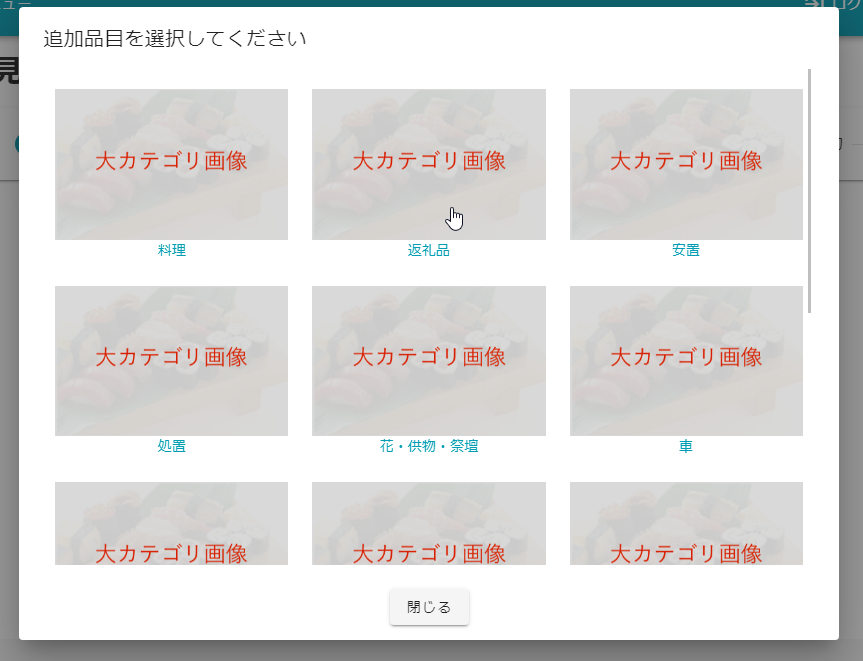 追加品目を選択してください
大カテゴリ画像
大カテゴリ画像
大カテゴリ画像
料理
返礼品
安置
大カテゴリ画像
大カテゴリ画像
大カテゴリ画像
処置
花・供物・祭壇
車
大カテゴリ画像
大カテゴリ画像
大カテゴリ画像
閉じる